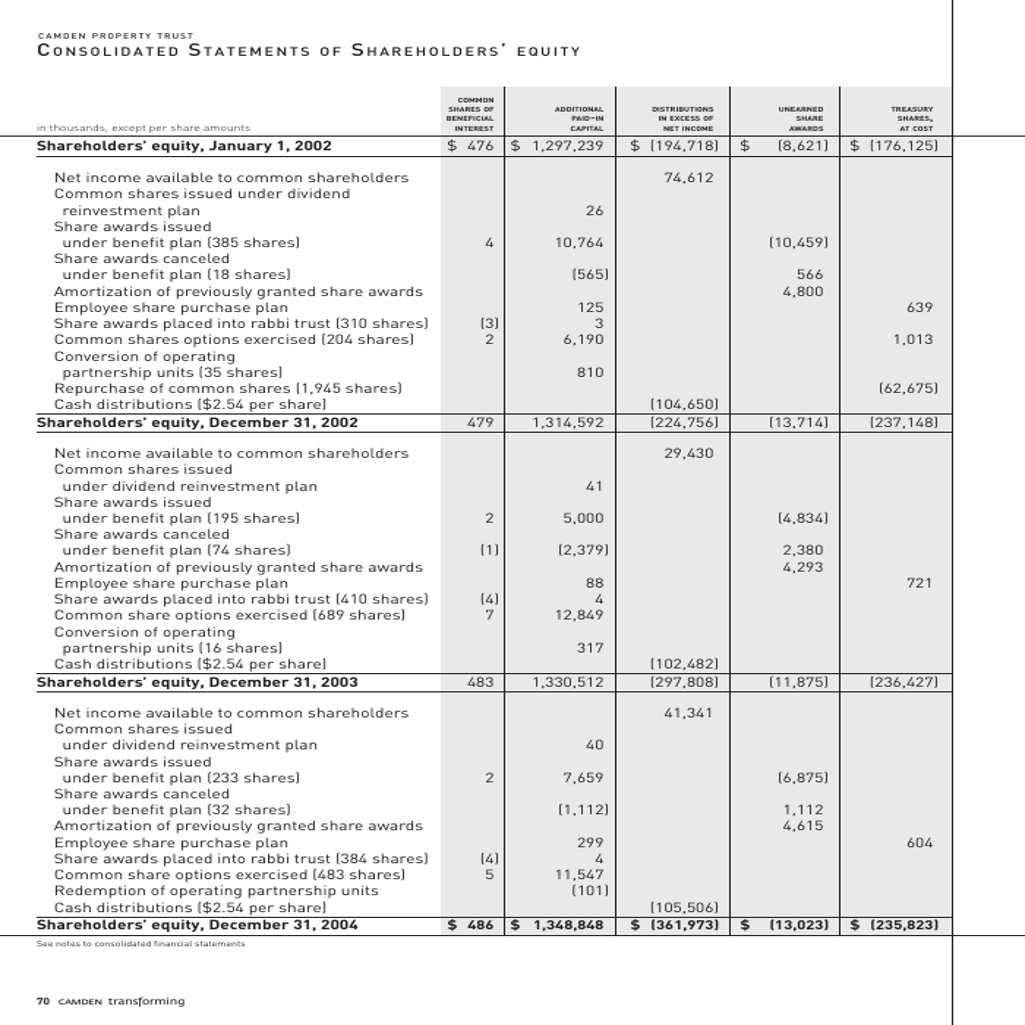 CAMDEN PROPERTY TRUST
CONSOLIDATED STATEMENTS OF SHAREHOLDERS' EQUITY
COMMON SHARES OF BENEFICIAL INTEREST
ADDITIONAL PAID-IN CAPITAL
DISTRIBUTIONS IN EXCESS OF NET INCOME
UNEARNED SHARE AWARDS
TREASURY SHARES, AT COST
in thousands, except per share amounts
Shareholders' equity, January 1, 2002 $ 476 $ 1,297,239 $ (194,718) $ (8,621) $ (176,125)
Net income available to common shareholders 74,612
Common shares issued under dividend
reinvestment plan 26
Share awards issued
under benefit plan (385 shares) 4 10,764 (10,459)
Share awards canceled
under benefit plan (18 shares) (565) 566
Amortization of previously granted share awards 4,800
Employee share purchase plan 125 639
Share awards placed into rabbi trust (310 shares) (3) 3
Common shares options exercised (204 shares) 2 6,190 1,013
Conversion of operating
partnership units (35 shares) 810
Repurchase of common shares (1,945 shares) (62,675)
Cash distributions ($2.54 per share) (104,650)
Shareholders' equity, December 31, 2002 479 1,314,592 (224,756) (13,714) (237,148)
Net income available to common shareholders 29,430
Common shares issued
under dividend reinvestment plan 41
Share awards issued
under benefit plan (195 shares) 2 5,000 (4,834)
Share awards canceled
under benefit plan (74 shares) (1) (2,379) 2,380
Amortization of previously granted share awards 4,293
Employee share purchase plan 88 721
Share awards placed into rabbi trust (410 shares) (4) 4
Common share options exercised (689 shares) 7 12,849
Conversion of operating
partnership units (16 shares) 317
Cash distributions ($2.54 per share) (102,482)
Shareholders' equity, December 31, 2003 483 1,330,512 (297,808) (11,875) (236,427)
Net income available to common shareholders 41,341
Common shares issued
under dividend reinvestment plan 40
Share awards issued
under benefit plan (233 shares) 2 7,659 (6,875)
Share awards canceled
under benefit plan (32 shares) (1,112) 1,112
Amortization of previously granted share awards 4,615
Employee share purchase plan 299 604
Share awards placed into rabbi trust (384 shares) (4) 4
Common share options exercised (483 shares) 5 11,547
Redemption of operating partnership units (101)
Cash distributions ($2.54 per share) (105,506)
Shareholders' equity, December 31, 2004 $ 486 $ 1,348,848 $ (361,973) $ (13,023) $ (235,823)
See notes to consolidated financial statements
70 CAMDEN transforming